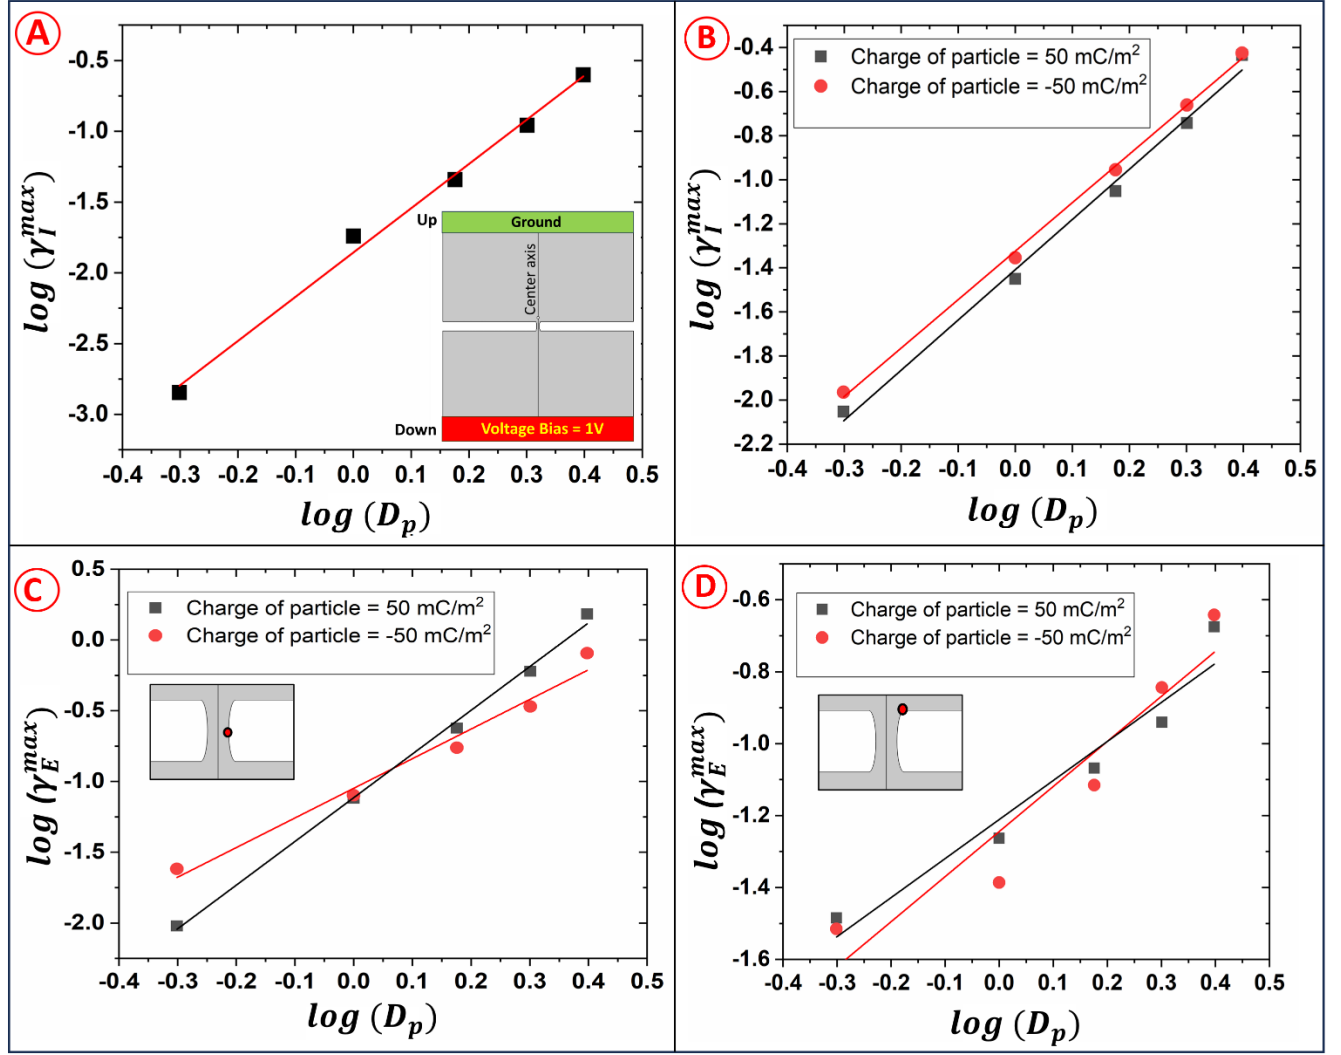 A
log (γ_I^max)
-0.5
-1.0
-1.5
-2.0
-2.5
-3.0
Up
Ground
Center axis
Down
Voltage Bias = 1V
-0.4 -0.3 -0.2 -0.1 0.0 0.1 0.2 0.3 0.4 0.5
log (D_p)
B
log (γ_I^max)
-0.4
-0.6
-0.8
-1.0
-1.2
-1.4
-1.6
-1.8
-2.0
-2.2
Charge of particle = 50 mC/m²
Charge of particle = -50 mC/m²
-0.4 -0.3 -0.2 -0.1 0.0 0.1 0.2 0.3 0.4 0.5
log (D_p)
C
log (γ_E^max)
0.5
0.0
-0.5
-1.0
-1.5
-2.0
Charge of particle = 50 mC/m²
Charge of particle = -50 mC/m²
-0.4 -0.3 -0.2 -0.1 0.0 0.1 0.2 0.3 0.4 0.5
log (D_p)
D
log (γ_E^max)
-0.6
-0.8
-1.0
-1.2
-1.4
-1.6
Charge of particle = 50 mC/m²
Charge of particle = -50 mC/m²
-0.4 -0.3 -0.2 -0.1 0.0 0.1 0.2 0.3 0.4 0.5
log (D_p)